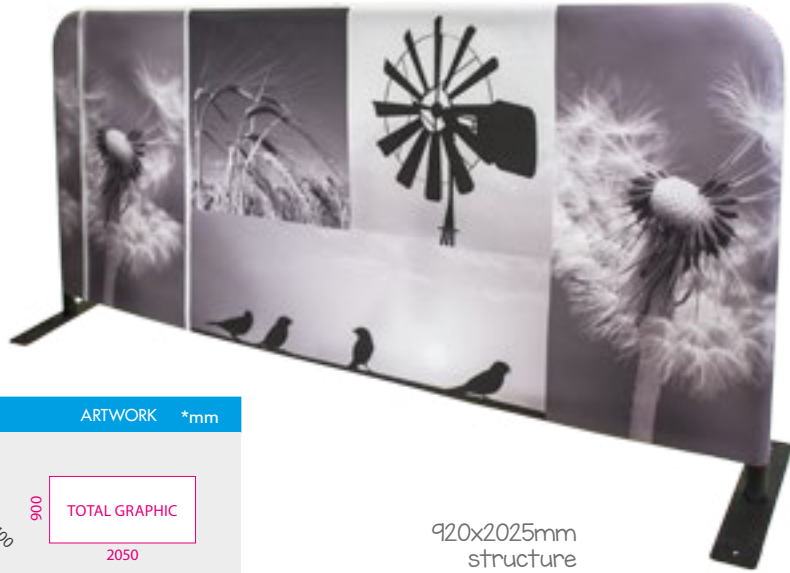 ARTWORK *mm
900
TOTAL GRAPHIC
2050
920x2025mm
structure